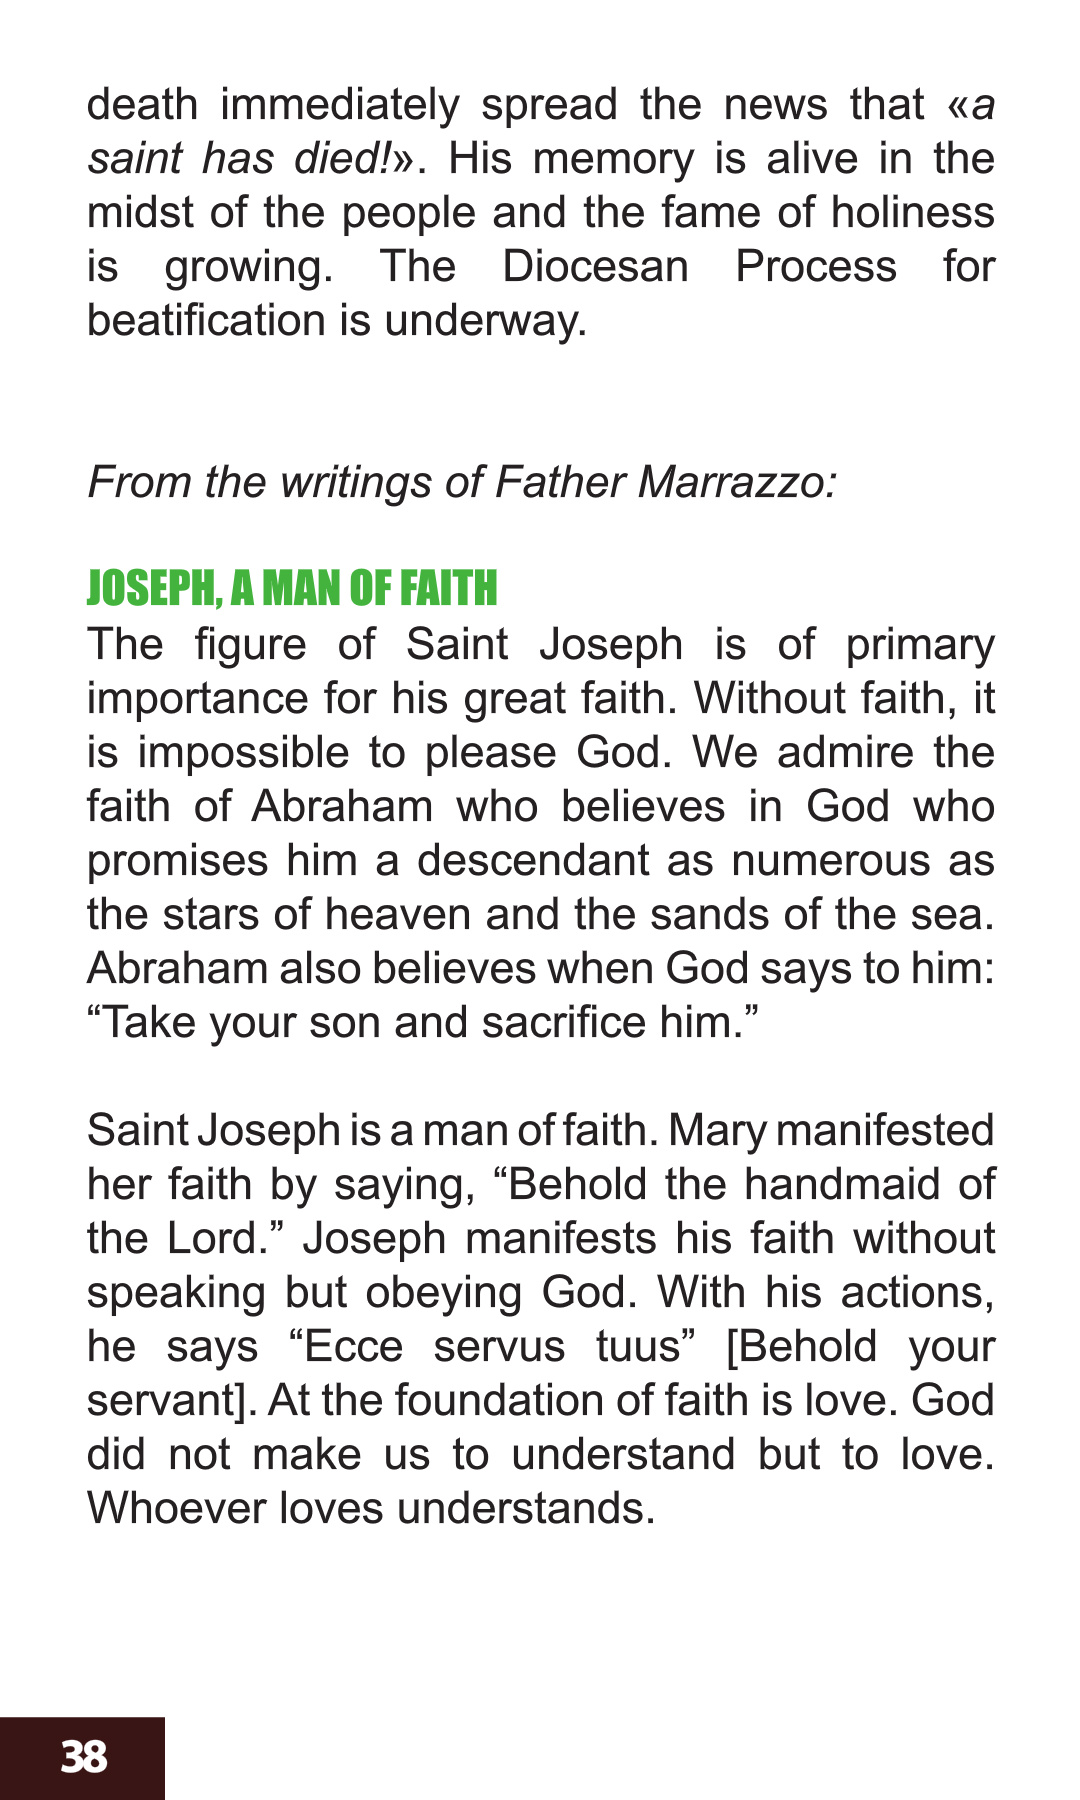 death immediately spread the news that «a
saint has died!». His memory is alive in the
midst of the people and the fame of holiness
is growing. The Diocesan Process for
beatification is underway.
From the writings of Father Marrazzo:
JOSEPH, A MAN OF FAITH
The figure of Saint Joseph is of primary
importance for his great faith. Without faith, it
is impossible to please God. We admire the
faith of Abraham who believes in God who
promises him a descendant as numerous as
the stars of heaven and the sands of the sea.
Abraham also believes when God says to him:
“Take your son and sacrifice him.”
Saint Joseph is a man of faith. Mary manifested
her faith by saying, “Behold the handmaid of
the Lord.” Joseph manifests his faith without
speaking but obeying God. With his actions,
he says “Ecce servus tuus” [Behold your
servant]. At the foundation of faith is love. God
did not make us to understand but to love.
Whoever loves understands.
38